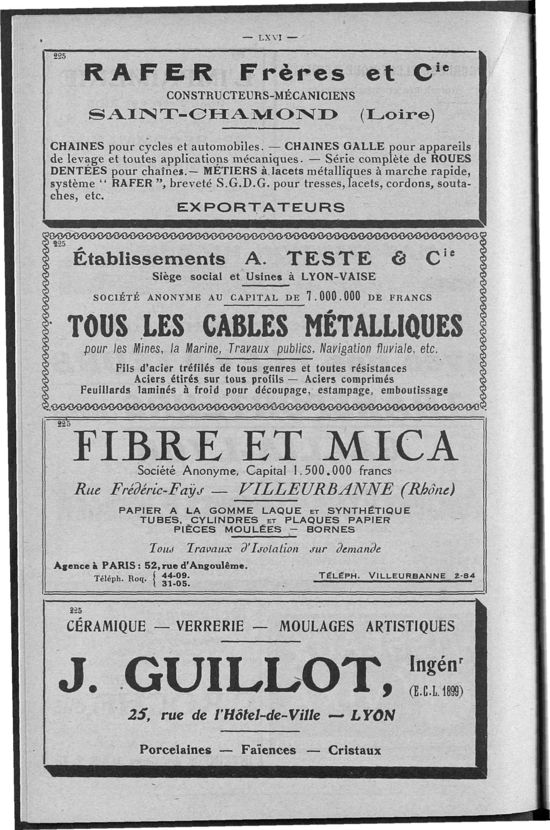 — LXVI —
225
RAFER Frères et Cie
CONSTRUCTEURS-MÉCANICIENS
SAINT-CHAMOND (Loire)
CHAINES pour cycles et automobiles. — CHAINES GALLE pour appareils
de levage et toutes applications mécaniques. — Série complète de ROUES
DENTÉES pour chaînes. — MÉTIERS à lacets métalliques à marche rapide,
système “ RAFER ”, breveté S.G.D.G. pour tresses, lacets, cordons, souta-
ches, etc.
EXPORTATEURS
225
Établissements A. TESTE & Cie
Siège social et Usines à LYON-VAISE
SOCIÉTÉ ANONYME AU CAPITAL DE 7.000.000 DE FRANCS
TOUS LES CABLES MÉTALLIQUES
pour les Mines, la Marine, Travaux publics, Navigation fluviale, etc.
Fils d'acier tréfilés de tous genres et toutes résistances
Aciers étirés sur tous profils — Aciers comprimés
Feuillards laminés à froid pour découpage, estampage, emboutissage
225
FIBRE ET MICA
Société Anonyme, Capital 1.500.000 francs
Rue Frédéric-Faÿs — VILLEURBANNE (Rhône)
PAPIER A LA GOMME LAQUE ET SYNTHÉTIQUE
TUBES, CYLINDRES ET PLAQUES PAPIER
PIÈCES MOULÉES — BORNES
Tous Travaux d'Isolation sur demande
Agence à PARIS : 52, rue d'Angoulême.
Téléph. Roq. { 44-09.
31-05.
TÉLÉPH. VILLEURBANNE 2-84
225
CÉRAMIQUE — VERRERIE — MOULAGES ARTISTIQUES
J. GUILLOT, Ingénr
(E.C.L. 1899)
25, rue de l'Hôtel-de-Ville — LYON
Porcelaines — Faïences — Cristaux